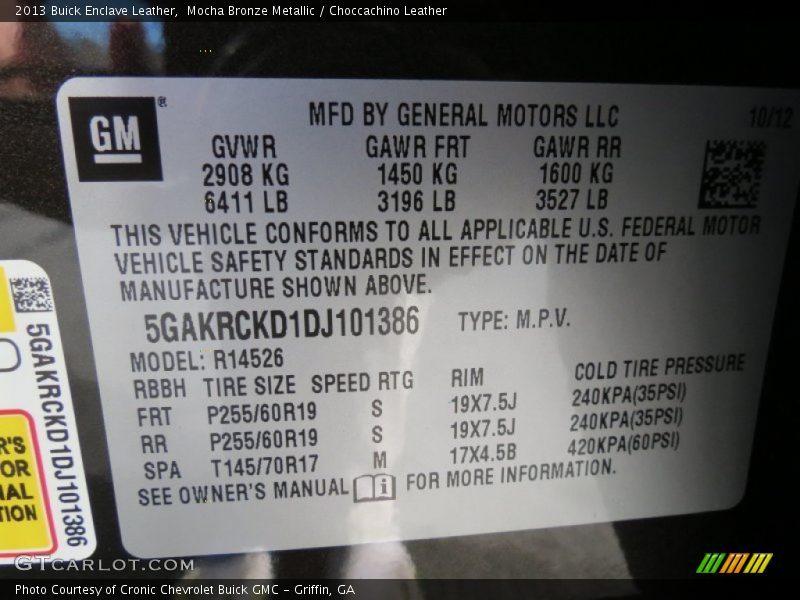 2013 Buick Enclave Leather, Mocha Bronze Metallic / Choccachino Leather
GM®
MFD BY GENERAL MOTORS LLC 10/12
GVWR GAWR FRT GAWR RR
2908 KG 1450 KG 1600 KG
6411 LB 3196 LB 3527 LB
THIS VEHICLE CONFORMS TO ALL APPLICABLE U.S. FEDERAL MOTOR
VEHICLE SAFETY STANDARDS IN EFFECT ON THE DATE OF
MANUFACTURE SHOWN ABOVE.
5GAKRCKD1DJ101386 TYPE: M.P.V.
MODEL: R14526
RBBH TIRE SIZE SPEED RTG RIM COLD TIRE PRESSURE
FRT P255/60R19 S 19X7.5J 240KPA(35PSI)
RR P255/60R19 S 19X7.5J 240KPA(35PSI)
SPA T145/70R17 M 17X4.5B 420KPA(60PSI)
SEE OWNER'S MANUAL FOR MORE INFORMATION.
5GAKRCKD1DJ101386
GTCARLOT.COM
Photo Courtesy of Cronic Chevrolet Buick GMC – Griffin, GA